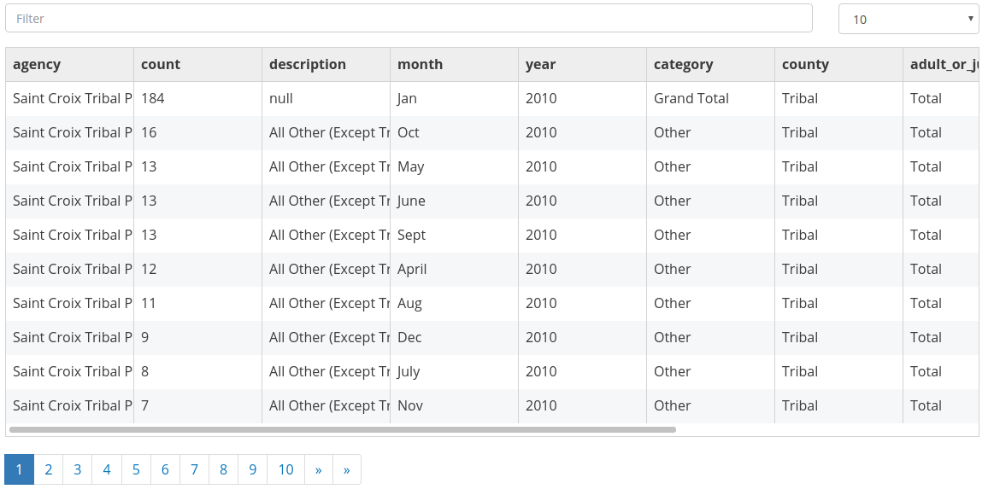 Filter 10
agency count description month year category county adult_or_ju
Saint Croix Tribal P 184 null Jan 2010 Grand Total Tribal Total
Saint Croix Tribal P 16 All Other (Except Tr Oct 2010 Other Tribal Total
Saint Croix Tribal P 13 All Other (Except Tr May 2010 Other Tribal Total
Saint Croix Tribal P 13 All Other (Except Tr June 2010 Other Tribal Total
Saint Croix Tribal P 13 All Other (Except Tr Sept 2010 Other Tribal Total
Saint Croix Tribal P 12 All Other (Except Tr April 2010 Other Tribal Total
Saint Croix Tribal P 11 All Other (Except Tr Aug 2010 Other Tribal Total
Saint Croix Tribal P 9 All Other (Except Tr Dec 2010 Other Tribal Total
Saint Croix Tribal P 8 All Other (Except Tr July 2010 Other Tribal Total
Saint Croix Tribal P 7 All Other (Except Tr Nov 2010 Other Tribal Total
1 2 3 4 5 6 7 8 9 10 » »